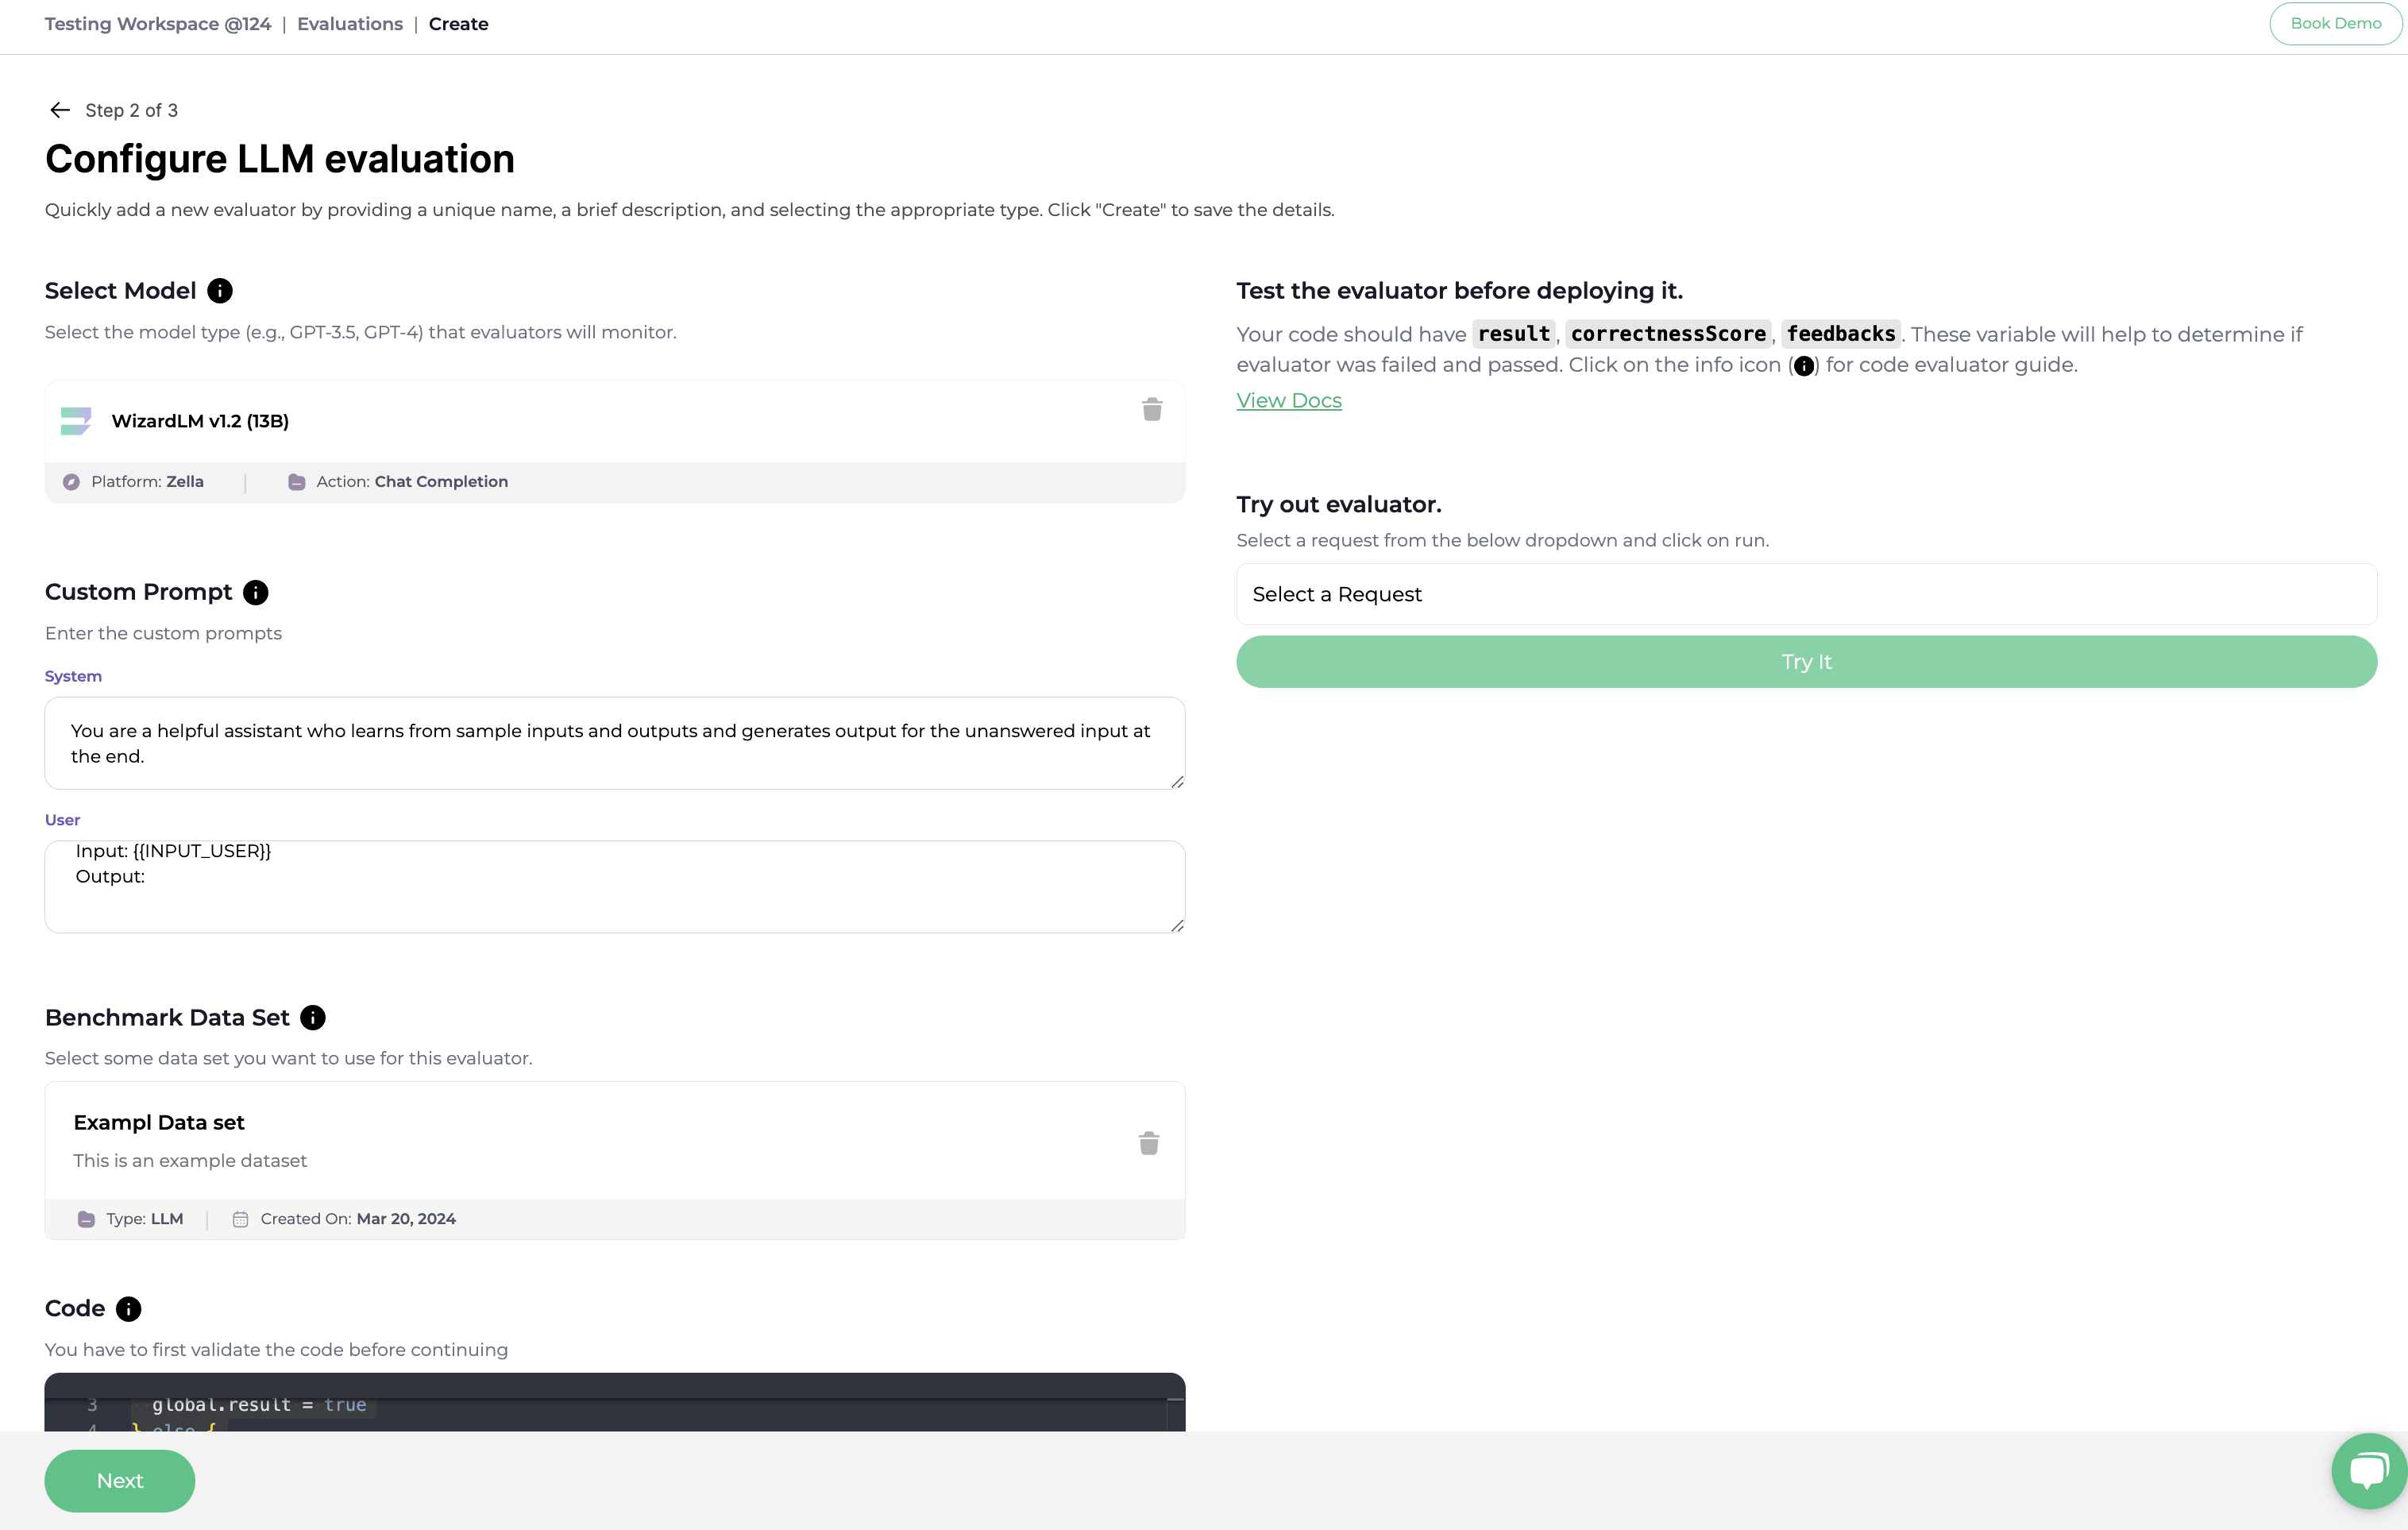 Testing Workspace @124 | Evaluations | Create
Book Demo
Step 2 of 3
Configure LLM evaluation
Quickly add a new evaluator by providing a unique name, a brief description, and selecting the appropriate type. Click "Create" to save the details.
Select Model
Select the model type (e.g., GPT-3.5, GPT-4) that evaluators will monitor.
WizardLM v1.2 (13B)
Platform: Zella | Action: Chat Completion
Custom Prompt
Enter the custom prompts
System
You are a helpful assistant who learns from sample inputs and outputs and generates output for the unanswered input at
the end.
User
Input: {{INPUT_USER}}
Output:
Benchmark Data Set
Select some data set you want to use for this evaluator.
Exampl Data set
This is an example dataset
Type: LLM | Created On: Mar 20, 2024
Code
You have to first validate the code before continuing
3 global.result = true
4 } else {
Next
Test the evaluator before deploying it.
Your code should have result, correctnessScore, feedbacks. These variable will help to determine if
evaluator was failed and passed. Click on the info icon (i) for code evaluator guide.
View Docs
Try out evaluator.
Select a request from the below dropdown and click on run.
Select a Request
Try It